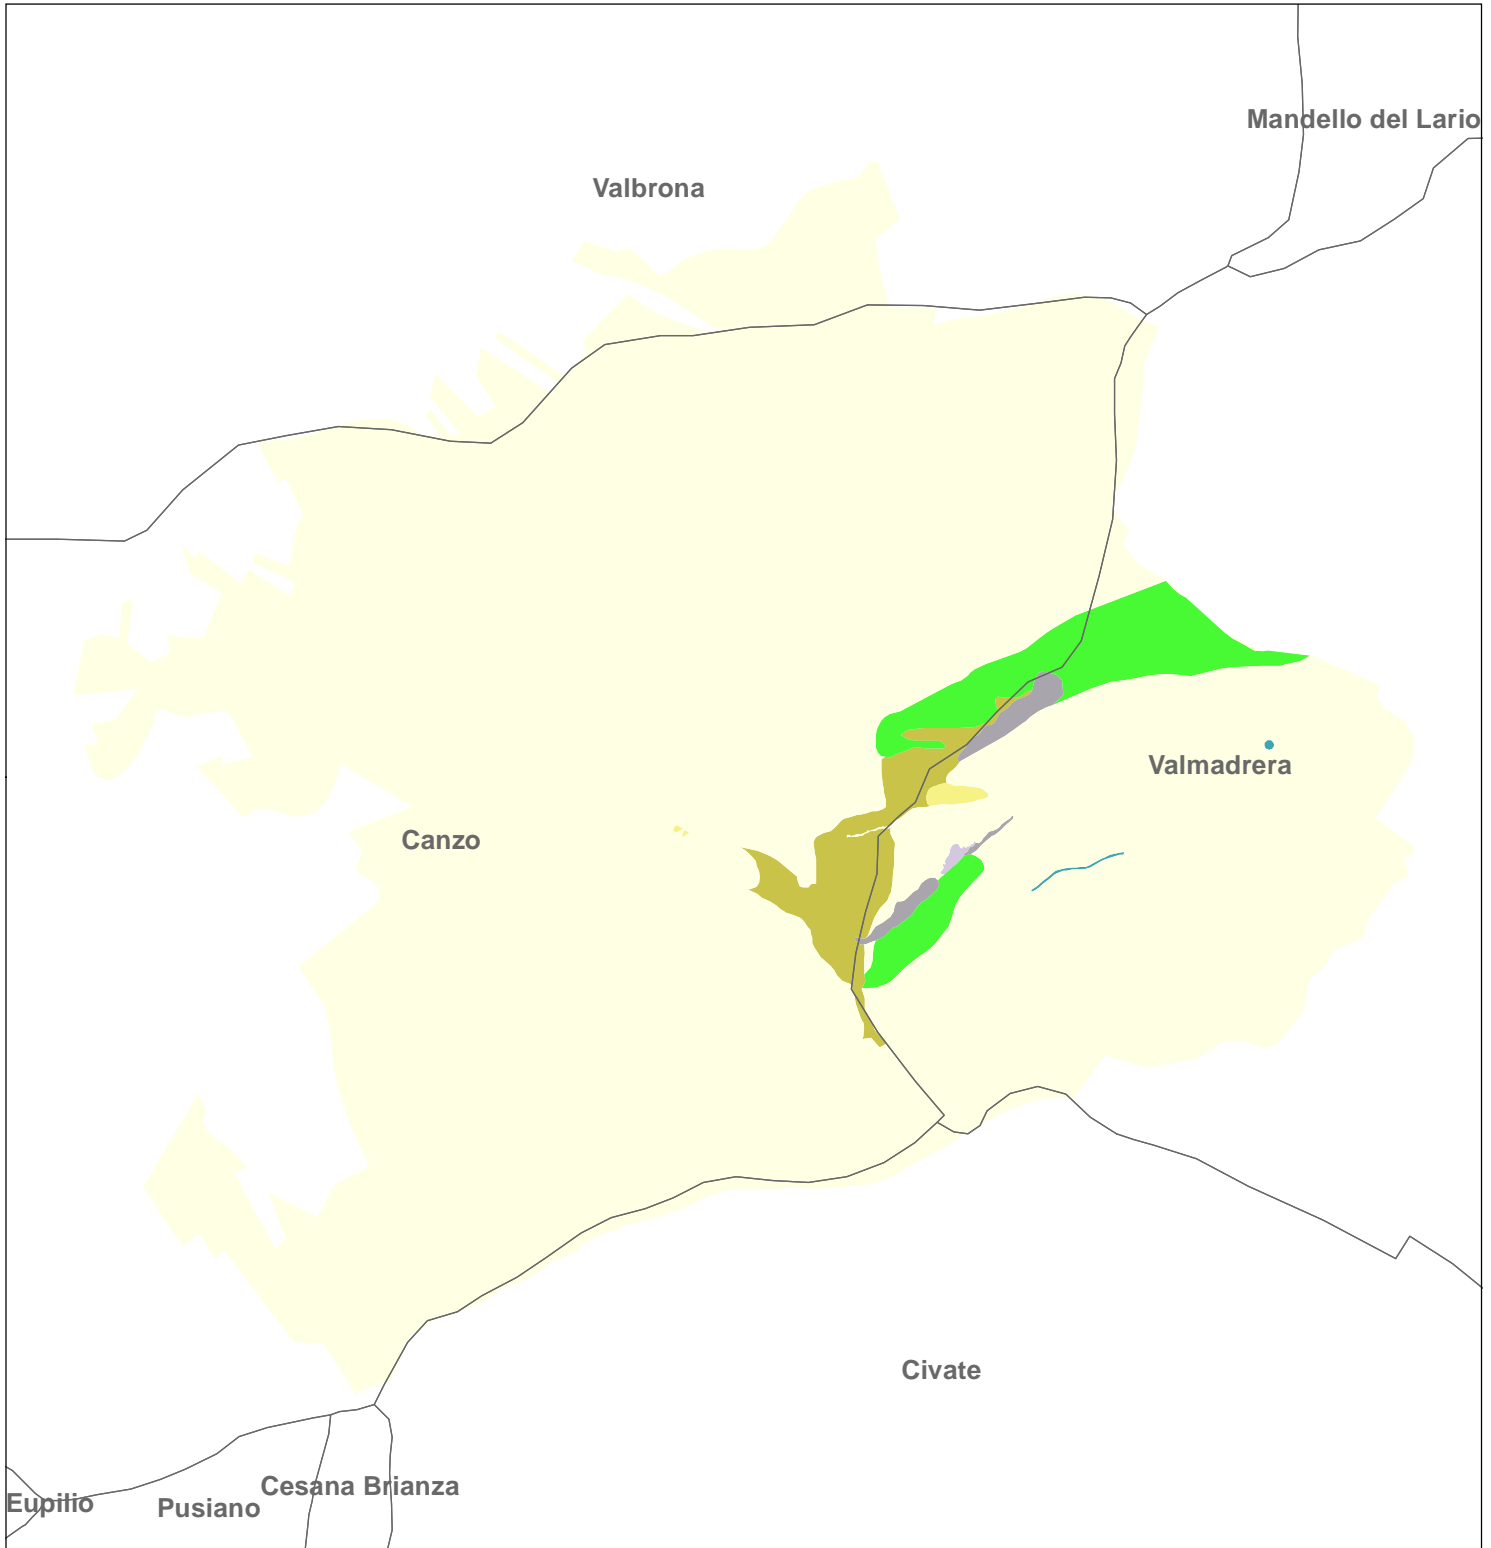 Mandello del Lario
Valbrona
Valmadrera
Canzo
Civate
Cesana Brianza
Eupilio
Pusiano